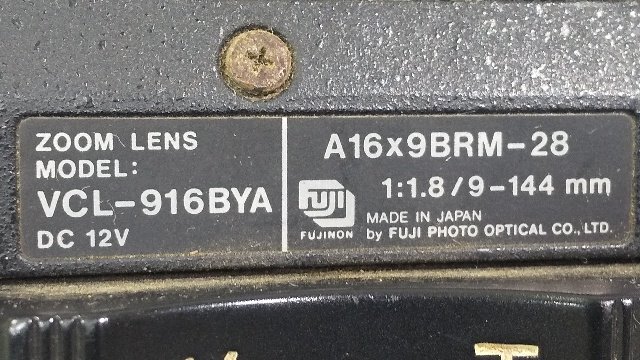 ZOOM LENS
MODEL:
VCL-916BYA
DC 12V
A16x9BRM-28
1:1.8/9-144 mm
FUJI
FUJINON
MADE IN JAPAN
by FUJI PHOTO OPTICAL CO., LTD.